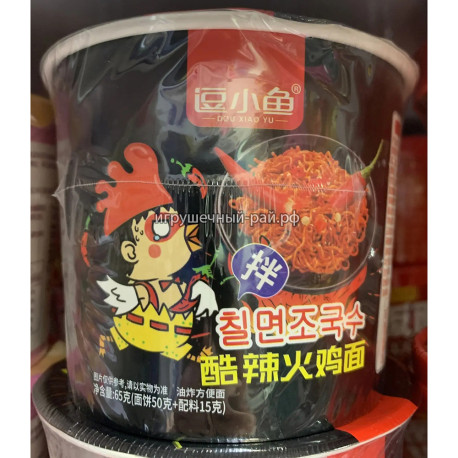 逗小鱼®
DOU XIAO YU
игрушечный-рай.рф
拌
칠면조국수
酷辣火鸡面
图片仅供参考,请以实物为准 油炸方便面
净含量:65克(面饼50克+配料15克)